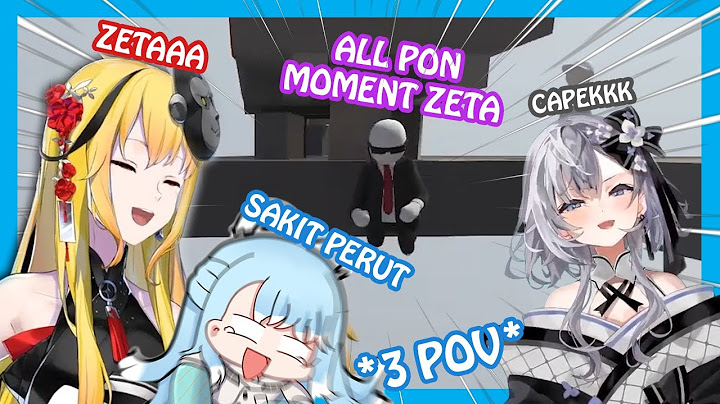 ZETAAA
ALL PON
MOMENT ZETA
CAPEKKK
SAKIT PERUT
*3 POV*